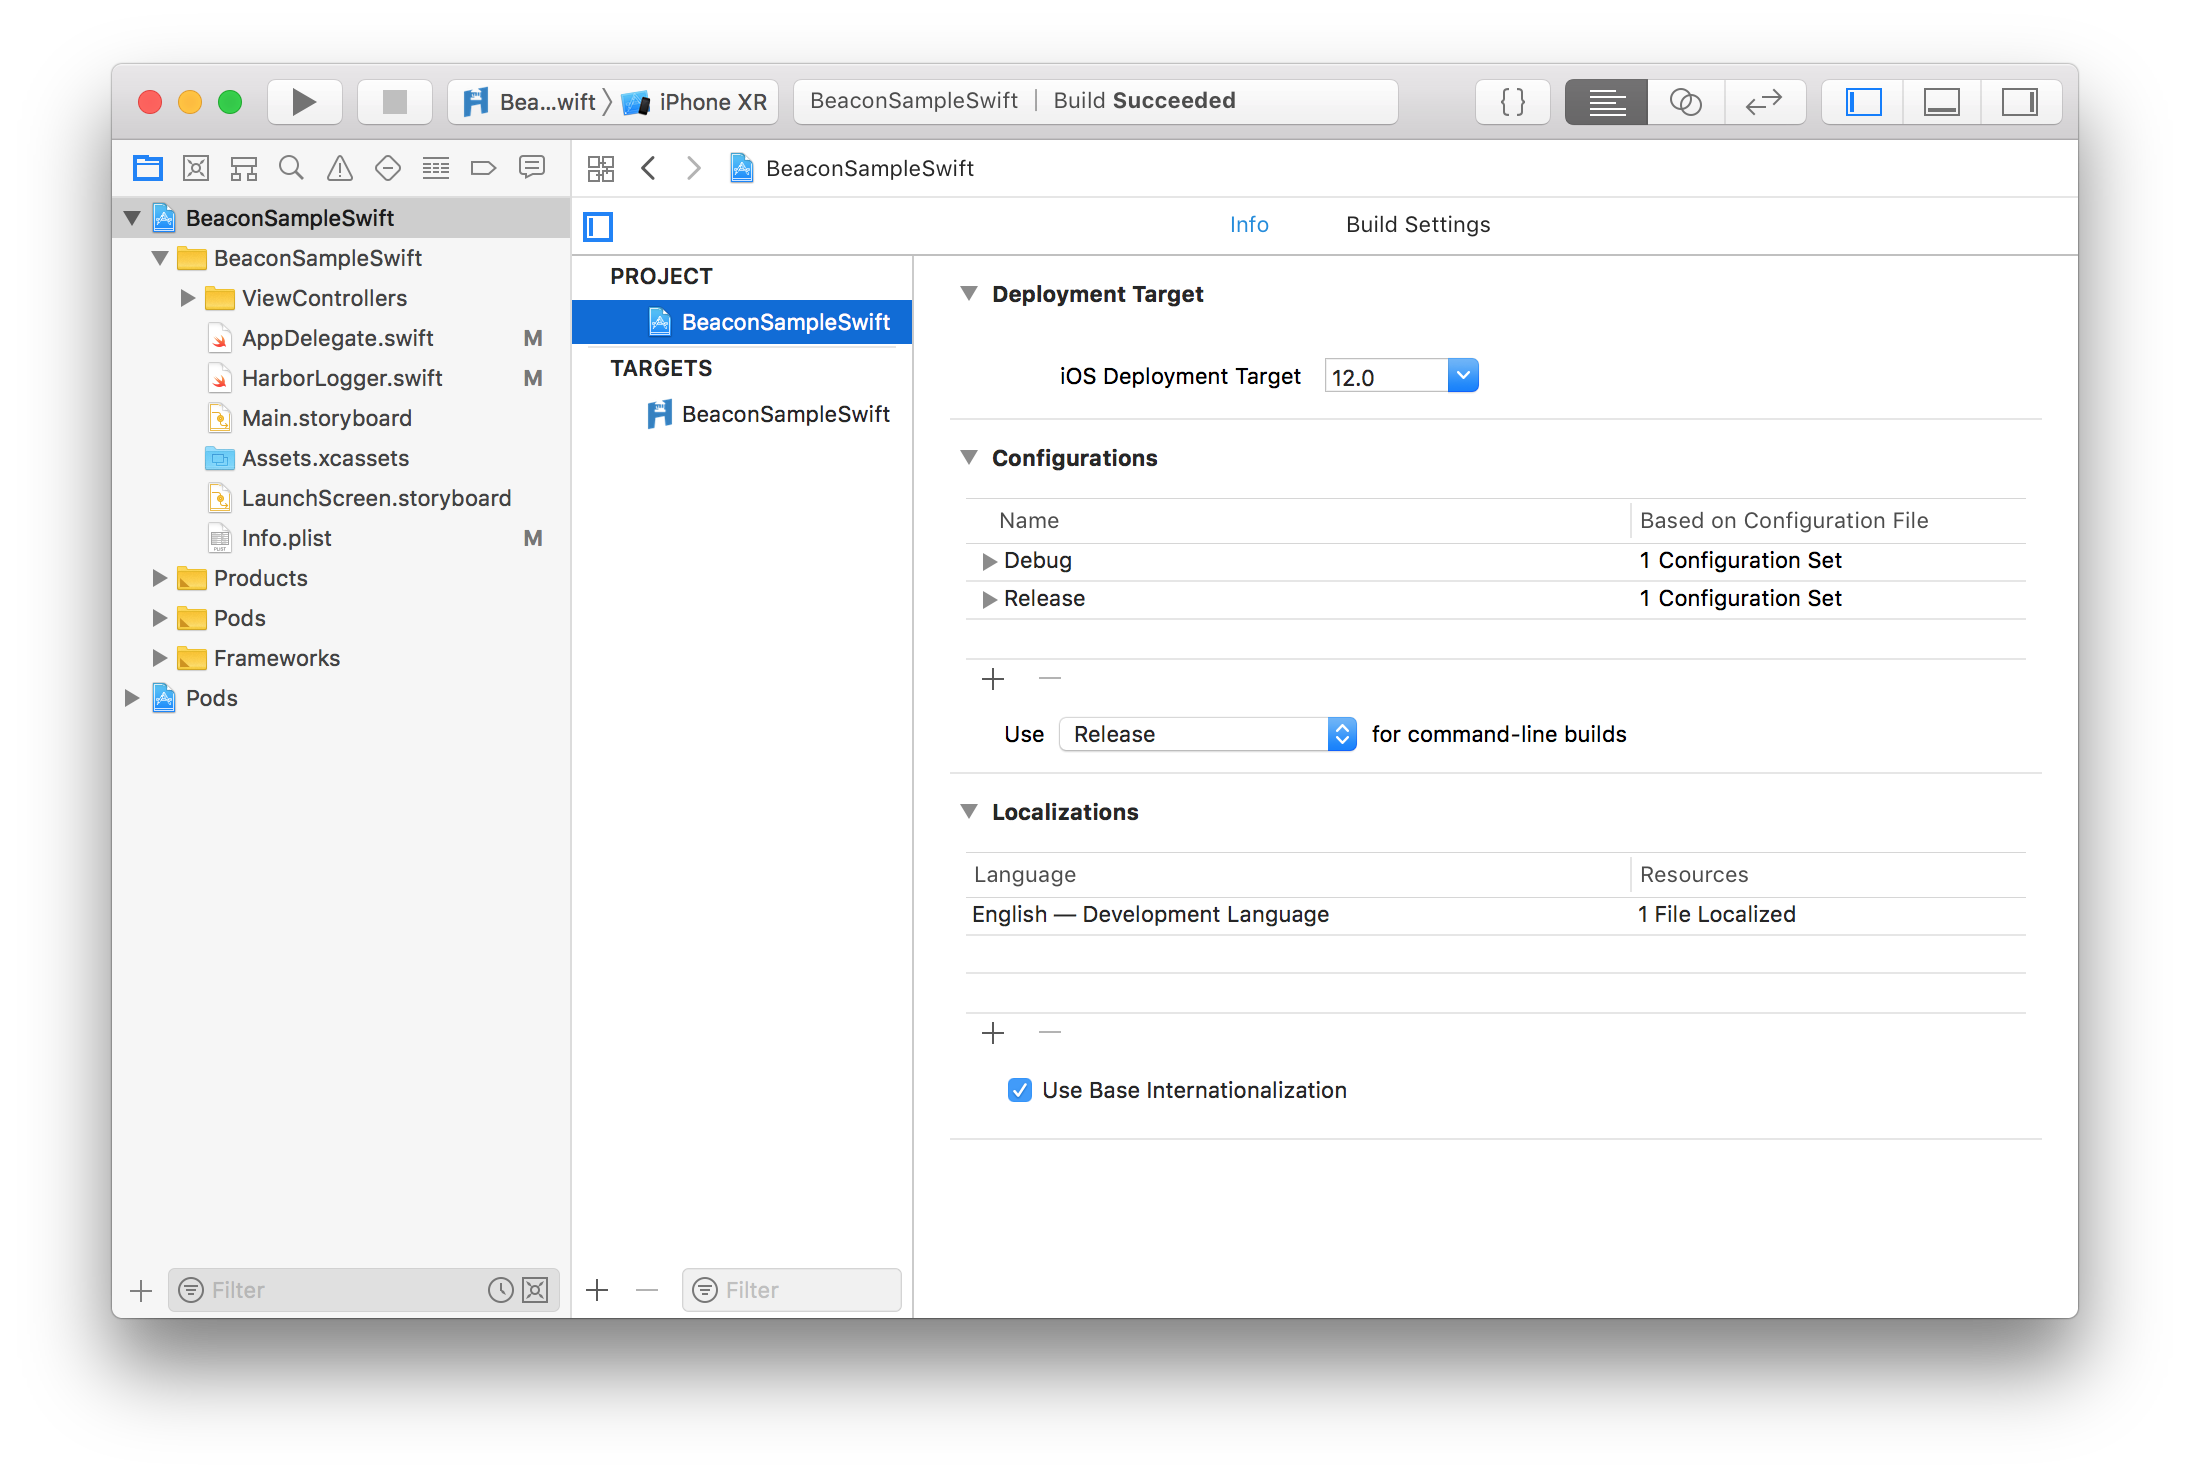 Bea...wift iPhone XR BeaconSampleSwift | Build Succeeded
BeaconSampleSwift
BeaconSampleSwift
BeaconSampleSwift
ViewControllers
AppDelegate.swift M
HarborLogger.swift M
Main.storyboard
Assets.xcassets
LaunchScreen.storyboard
Info.plist M
Products
Pods
Frameworks
Pods
Filter
Info Build Settings
PROJECT
BeaconSampleSwift
TARGETS
BeaconSampleSwift
Filter
Deployment Target
iOS Deployment Target 12.0
Configurations
Name Based on Configuration File
Debug 1 Configuration Set
Release 1 Configuration Set
Use Release for command-line builds
Localizations
Language Resources
English — Development Language 1 File Localized
Use Base Internationalization